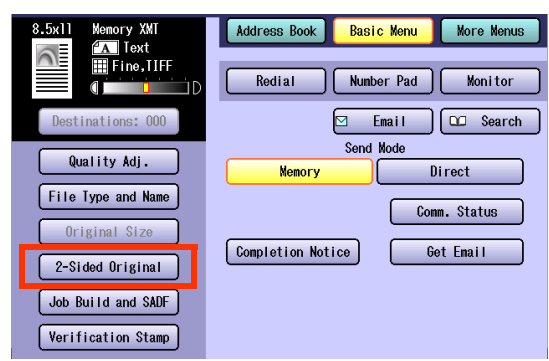 8.5x11 Memory XMT
A Text
Fine,TIFF
D
Destinations: 000
Quality Adj.
File Type and Name
Original Size
2-Sided Original
Job Build and SADF
Verification Stamp
Address Book Basic Menu More Menus
Redial Number Pad Monitor
Email Search
Send Mode
Memory Direct
Comm. Status
Completion Notice Get Email